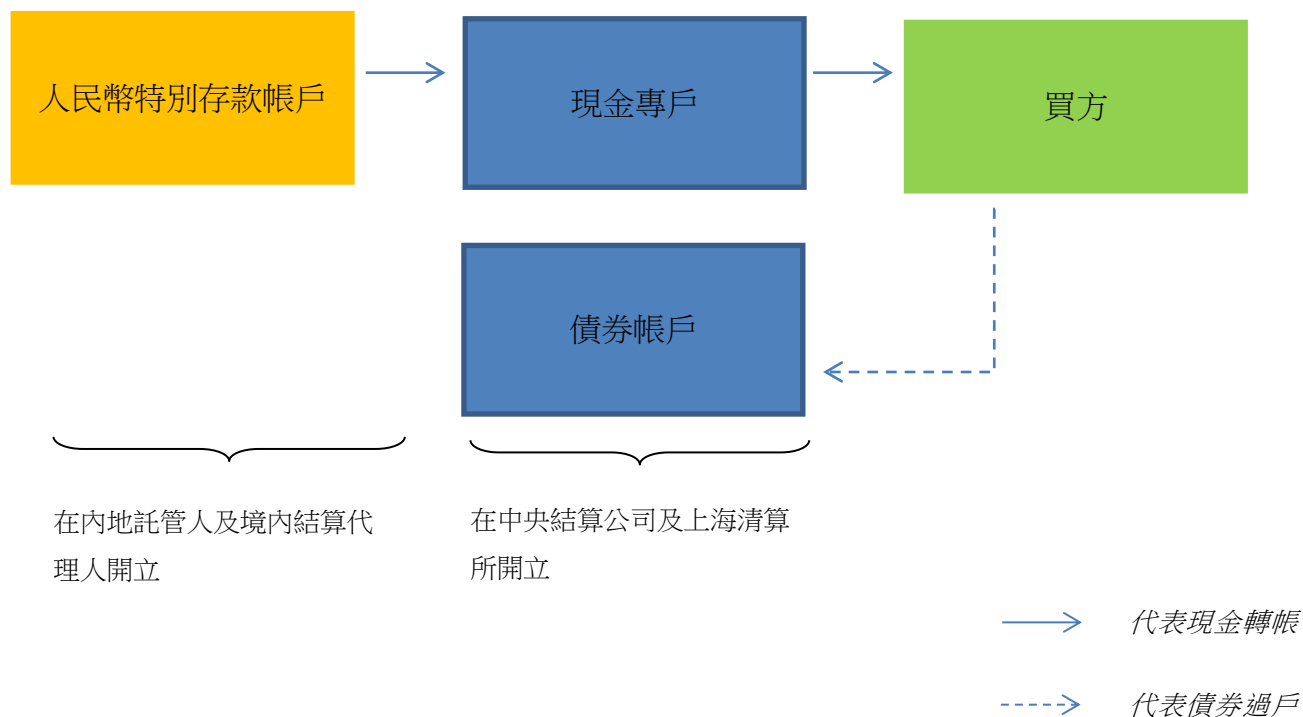 人民幣特別存款帳戶
現金專戶
買方
債券帳戶
在內地託管人及境內結算代
理人開立
在中央結算公司及上海清算
所開立
代表現金轉帳
代表債券過戶